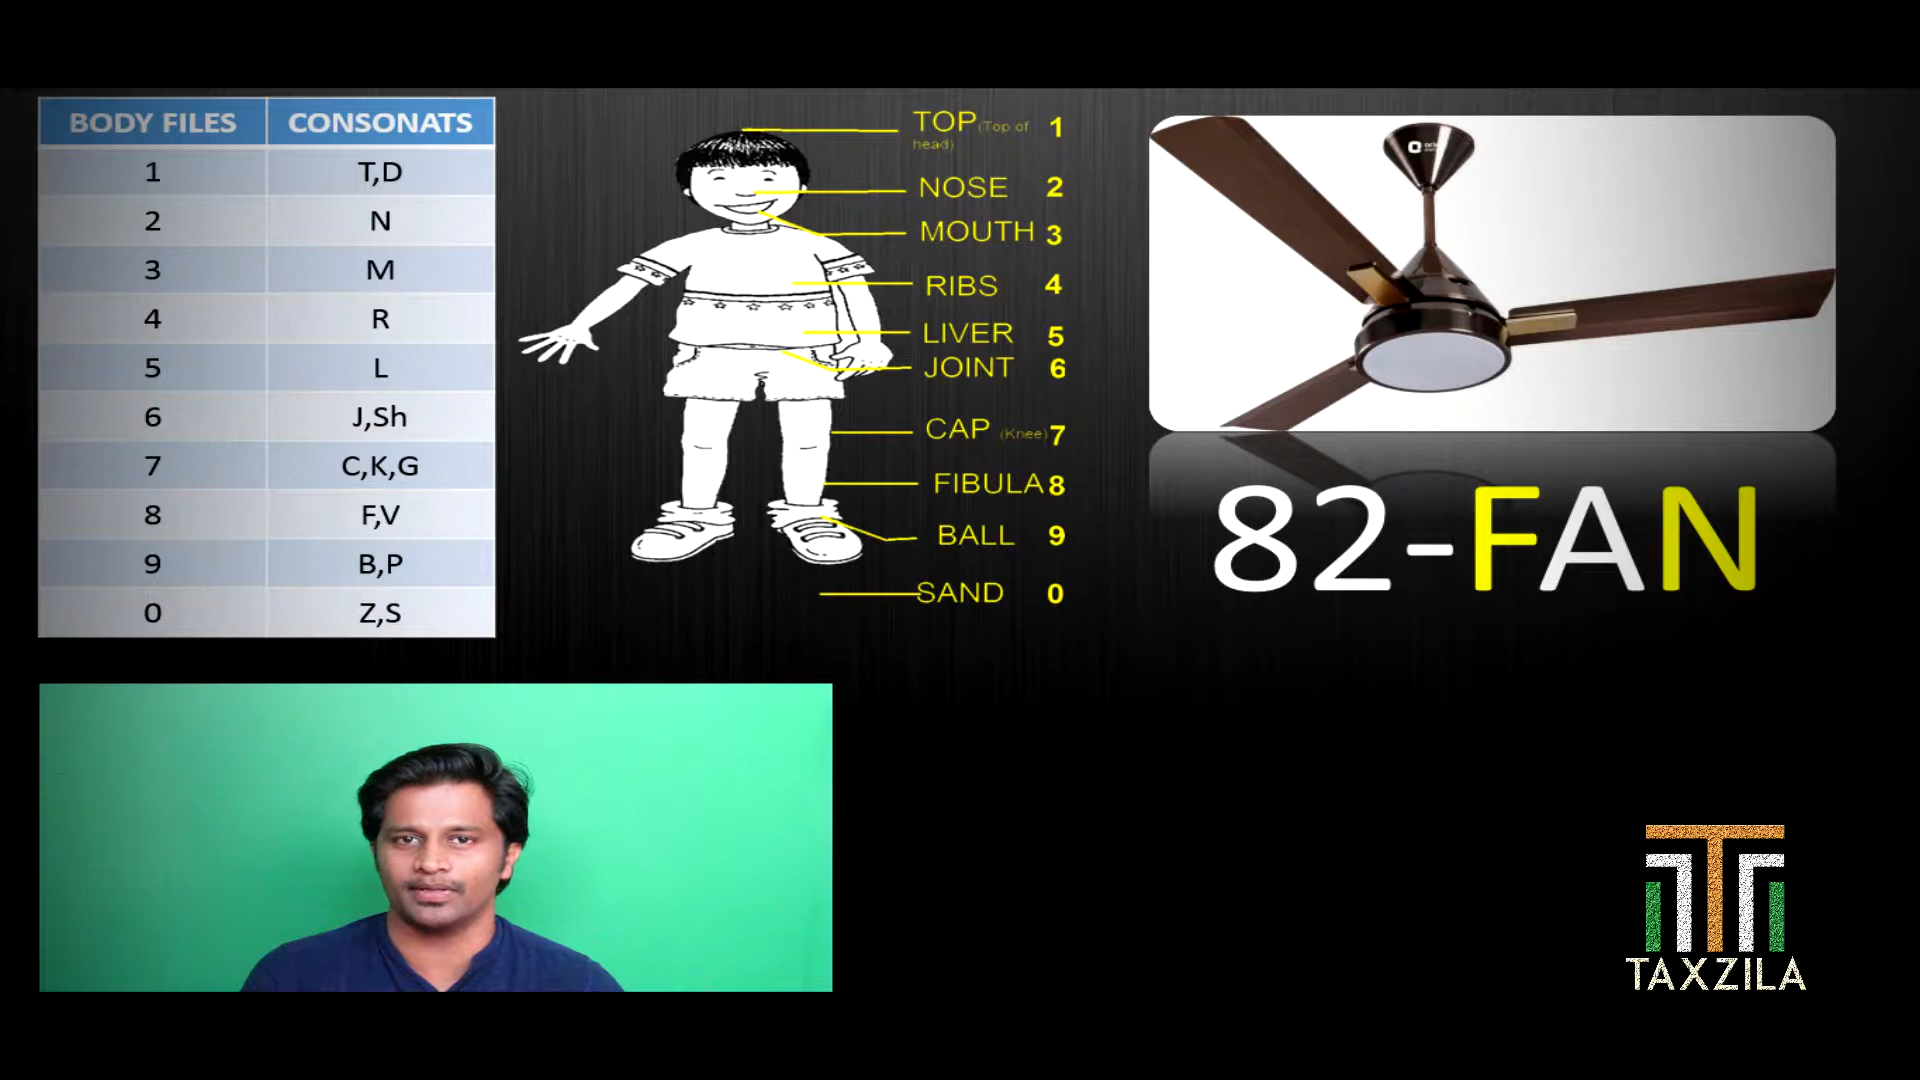 BODY FILES CONSONATS
1 T,D
2 N
3 M
4 R
5 L
6 J,Sh
7 C,K,G
8 F,V
9 B,P
0 Z,S
TOP (Top of head) 1
NOSE 2
MOUTH 3
RIBS 4
LIVER 5
JOINT 6
CAP (Knee) 7
FIBULA 8
BALL 9
SAND 0
82-FAN
TAXZILA